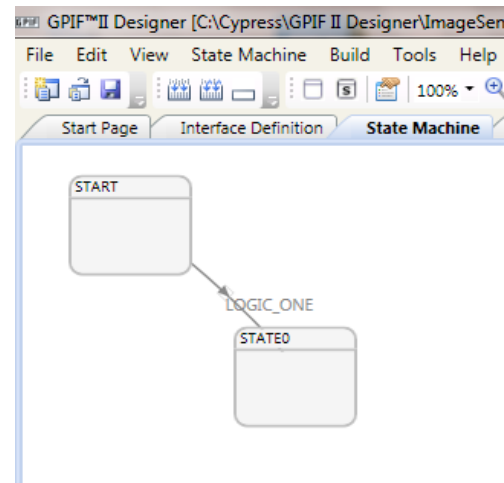 GPIF™II Designer [C:\Cypress\GPIF II Designer\ImageSen
File Edit View State Machine Build Tools Help
100%
Start Page Interface Definition State Machine
START
LOGIC_ONE
STATE0